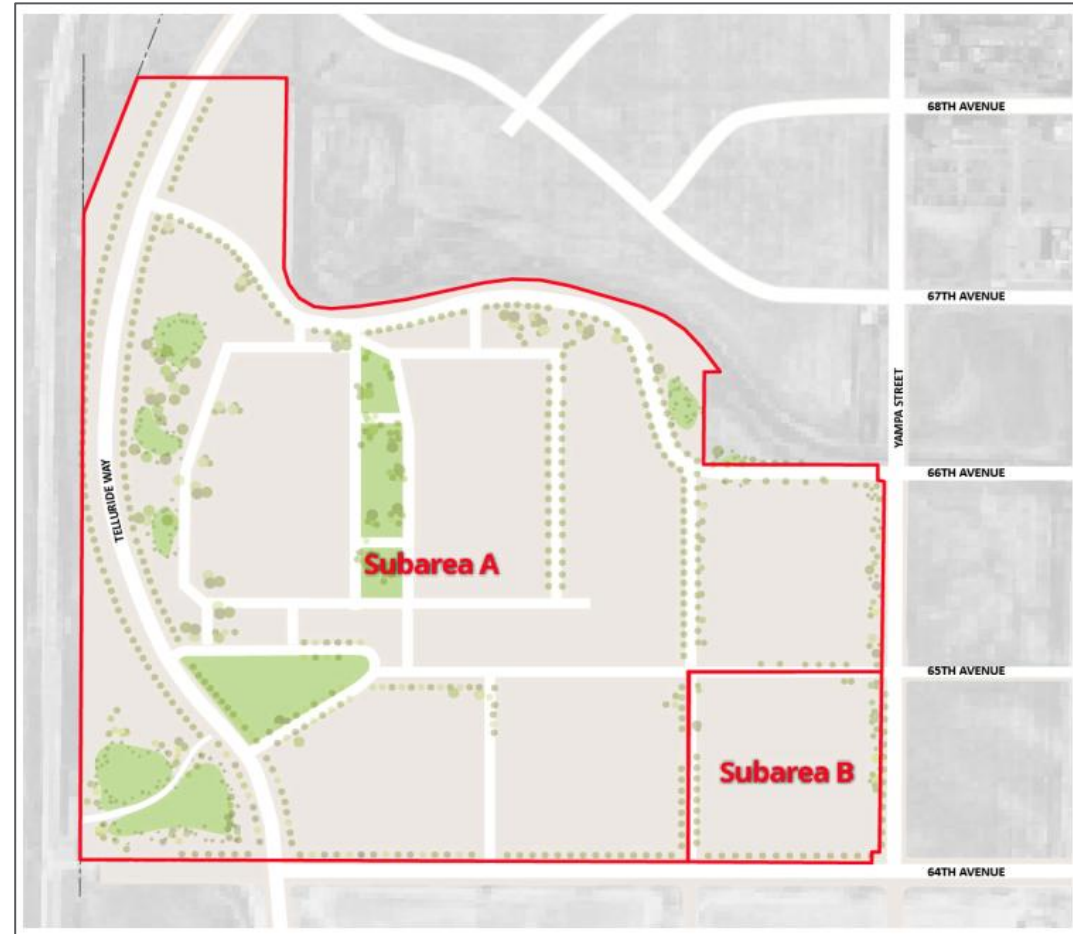 68TH AVENUE
67TH AVENUE
YAMPA STREET
66TH AVENUE
TELLURIDE WAY
Subarea A
65TH AVENUE
Subarea B
64TH AVENUE